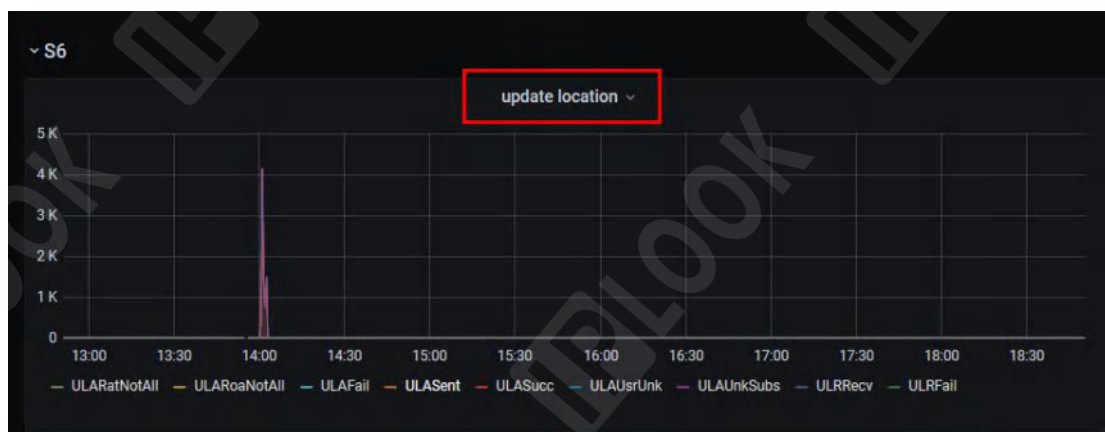 S6
update location
5 K
4 K
3 K
2 K
1 K
0
13:00 13:30 14:00 14:30 15:00 15:30 16:00 16:30 17:00 17:30 18:00 18:30
ULARatNotAll ULARoaNotAll ULAFail ULASent ULASucc ULAUsrUnk ULAUnkSubs ULRRecv ULRFail
IPLOOK